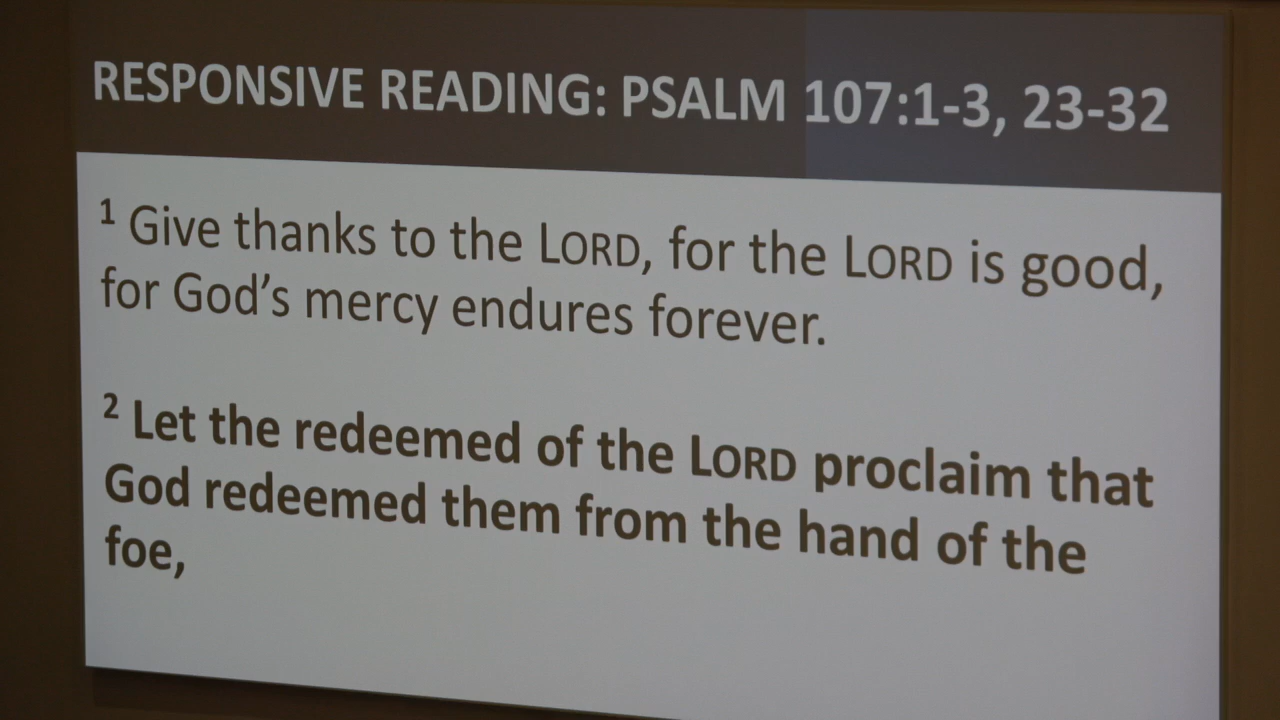 RESPONSIVE READING: PSALM 107:1-3, 23-32
1 Give thanks to the LORD, for the LORD is good,
for God’s mercy endures forever.
2 Let the redeemed of the LORD proclaim that
God redeemed them from the hand of the
foe,